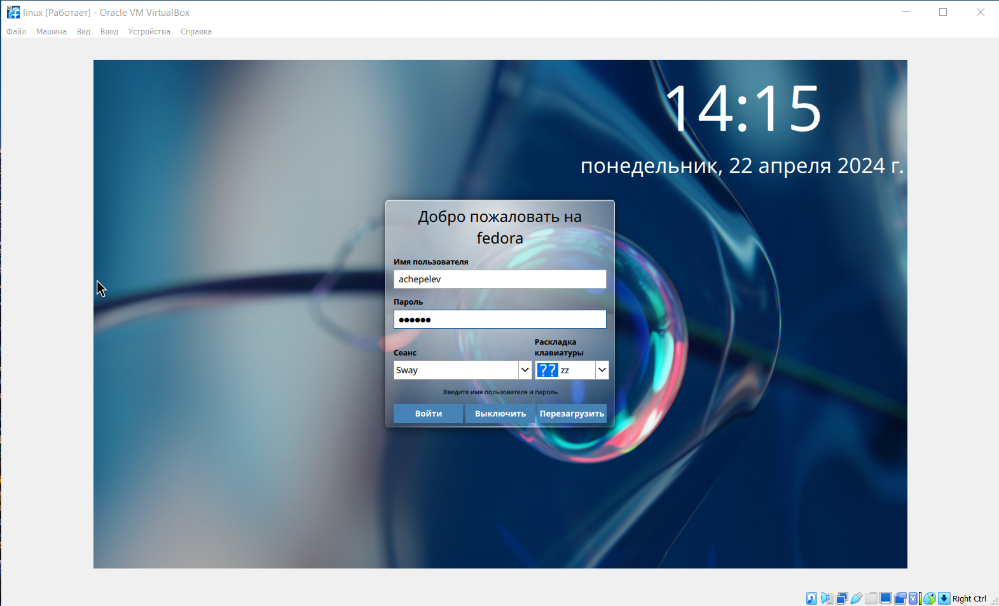 linux [Работает] - Oracle VM VirtualBox
Файл Машина Вид Ввод Устройства Справка
14:15
понедельник, 22 апреля 2024 г.
Добро пожаловать на
fedora
Имя пользователя
achepelev
Пароль
●●●●●●
Раскладка
клавиатуры
Сеанс
Sway
?? zz
Введите имя пользователя и пароль
Войти Выключить Перезагрузить
Right Ctrl